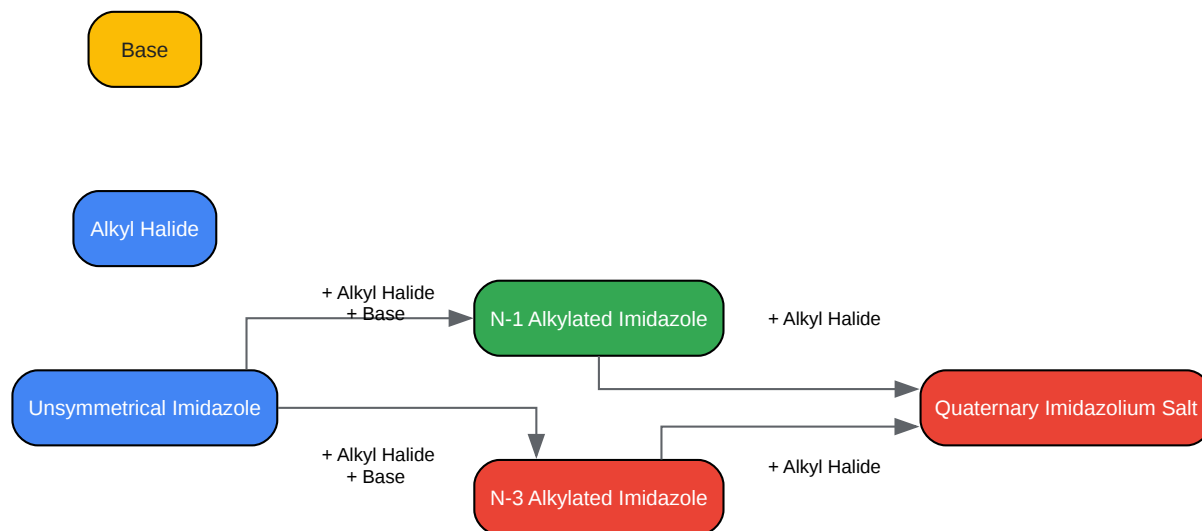 Base
Alkyl Halide
+ Alkyl Halide
+ Base
N-1 Alkylated Imidazole
+ Alkyl Halide
Unsymmetrical Imidazole
Quaternary Imidazolium Salt
+ Alkyl Halide
+ Base
N-3 Alkylated Imidazole
+ Alkyl Halide